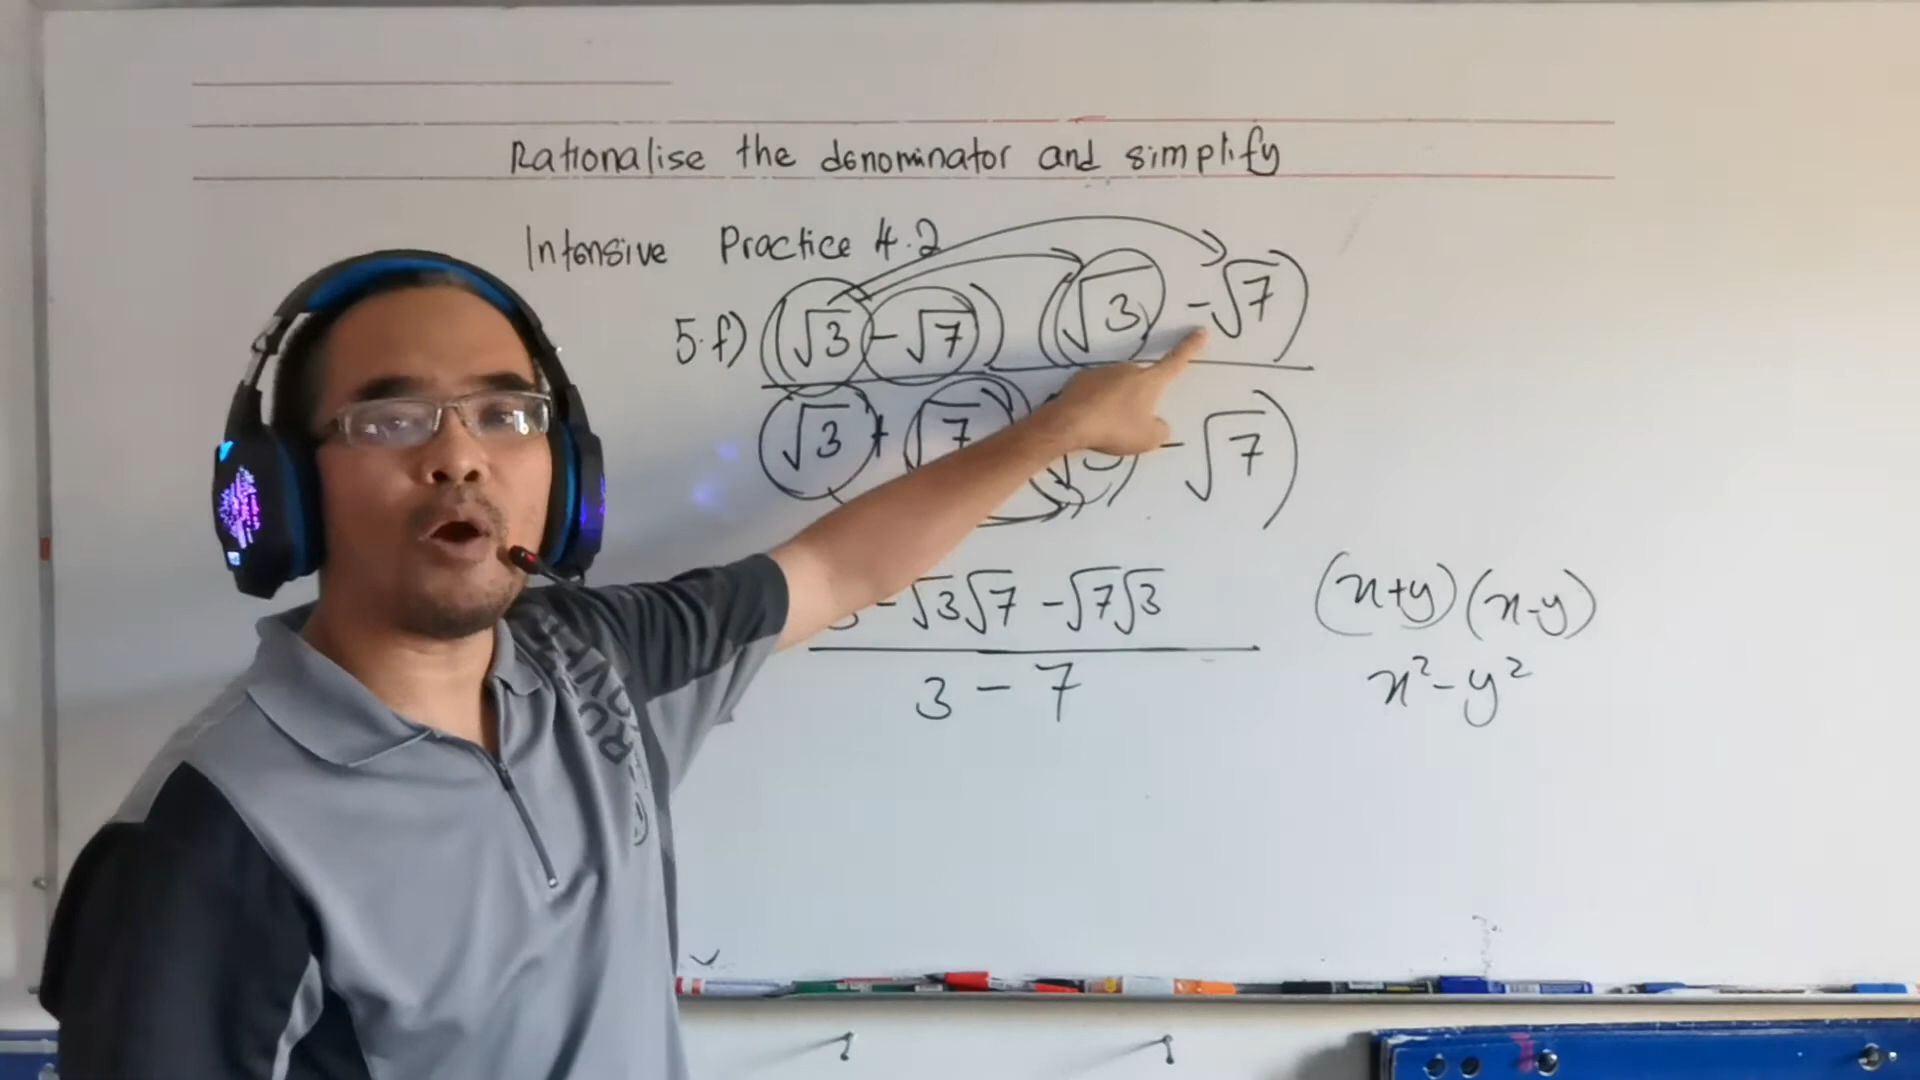 Rationalise the denominator and simplify
Intensive Practice 4.2
5.f) (√3 - √7) (√3 - √7)
√3 + √7 - √7)
3 - √3√7 - √7√3
3 - 7
(x+y)(x-y)
x² - y²